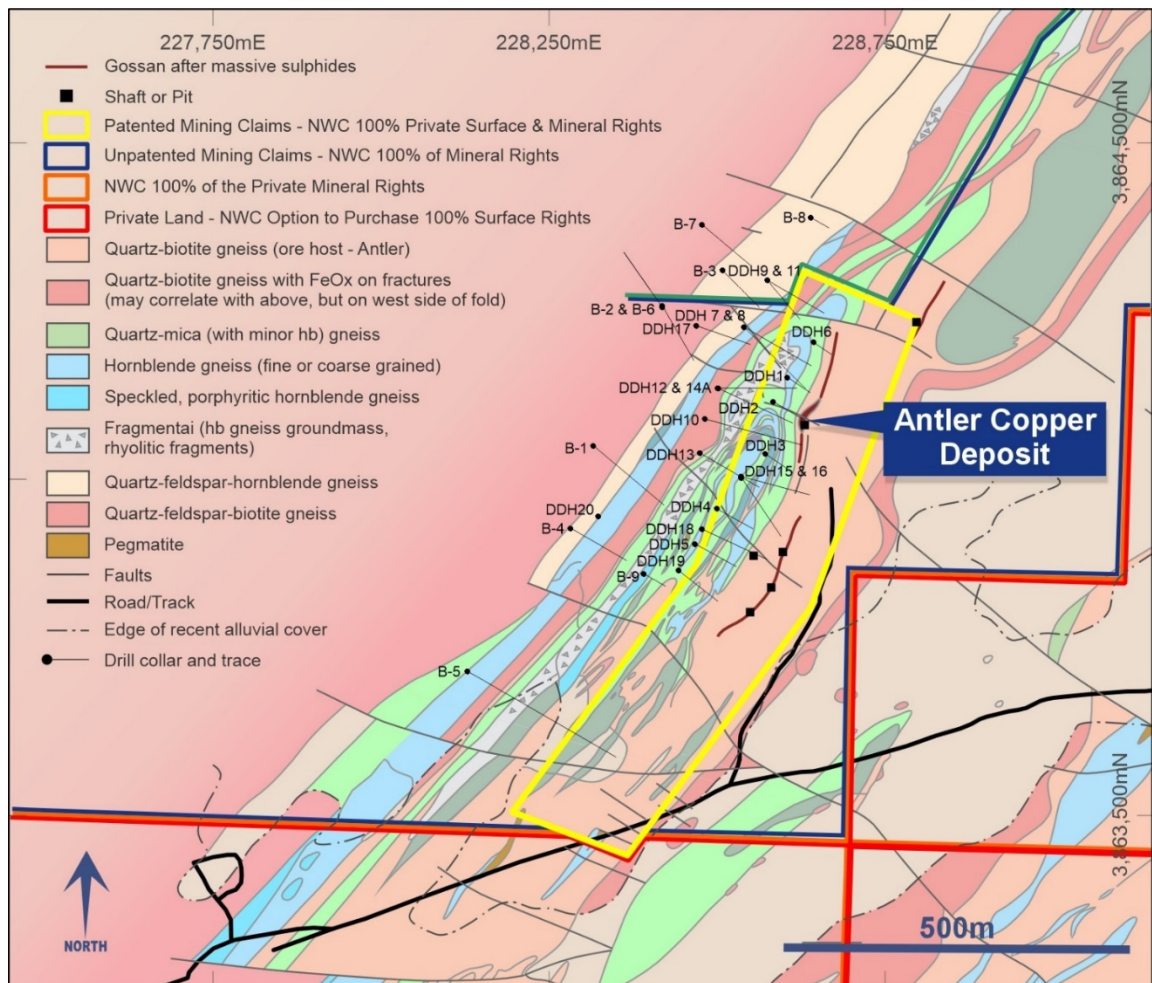 227,750mE
228,250mE
228,750mE
Gossan after massive sulphides
Shaft or Pit
Patented Mining Claims - NWC 100% Private Surface & Mineral Rights
Unpatented Mining Claims - NWC 100% of Mineral Rights
NWC 100% of the Private Mineral Rights
Private Land - NWC Option to Purchase 100% Surface Rights
Quartz-biotite gneiss (ore host - Antler)
Quartz-biotite gneiss with FeOx on fractures
(may correlate with above, but on west side of fold)
Quartz-mica (with minor hb) gneiss
Hornblende gneiss (fine or coarse grained)
Speckled, porphyritic hornblende gneiss
Fragmentai (hb gneiss groundmass,
rhyolitic fragments)
Quartz-feldspar-hornblende gneiss
Quartz-feldspar-biotite gneiss
Pegmatite
Faults
Road/Track
Edge of recent alluvial cover
Drill collar and trace
3,864,500mN
B-8
B-7
B-3
DDH9 & 11
B-2 & B-6
DDH 7 & 8
DDH17
DDH6
DDH1
DDH12 & 14A
DDH2
DDH10
Antler Copper
Deposit
B-1
DDH3
DDH13
DDH15 & 16
DDH4
DDH20
B-4
DDH18
DDH5
DDH19
B-9
B-5
3,863,500mN
500m
NORTH